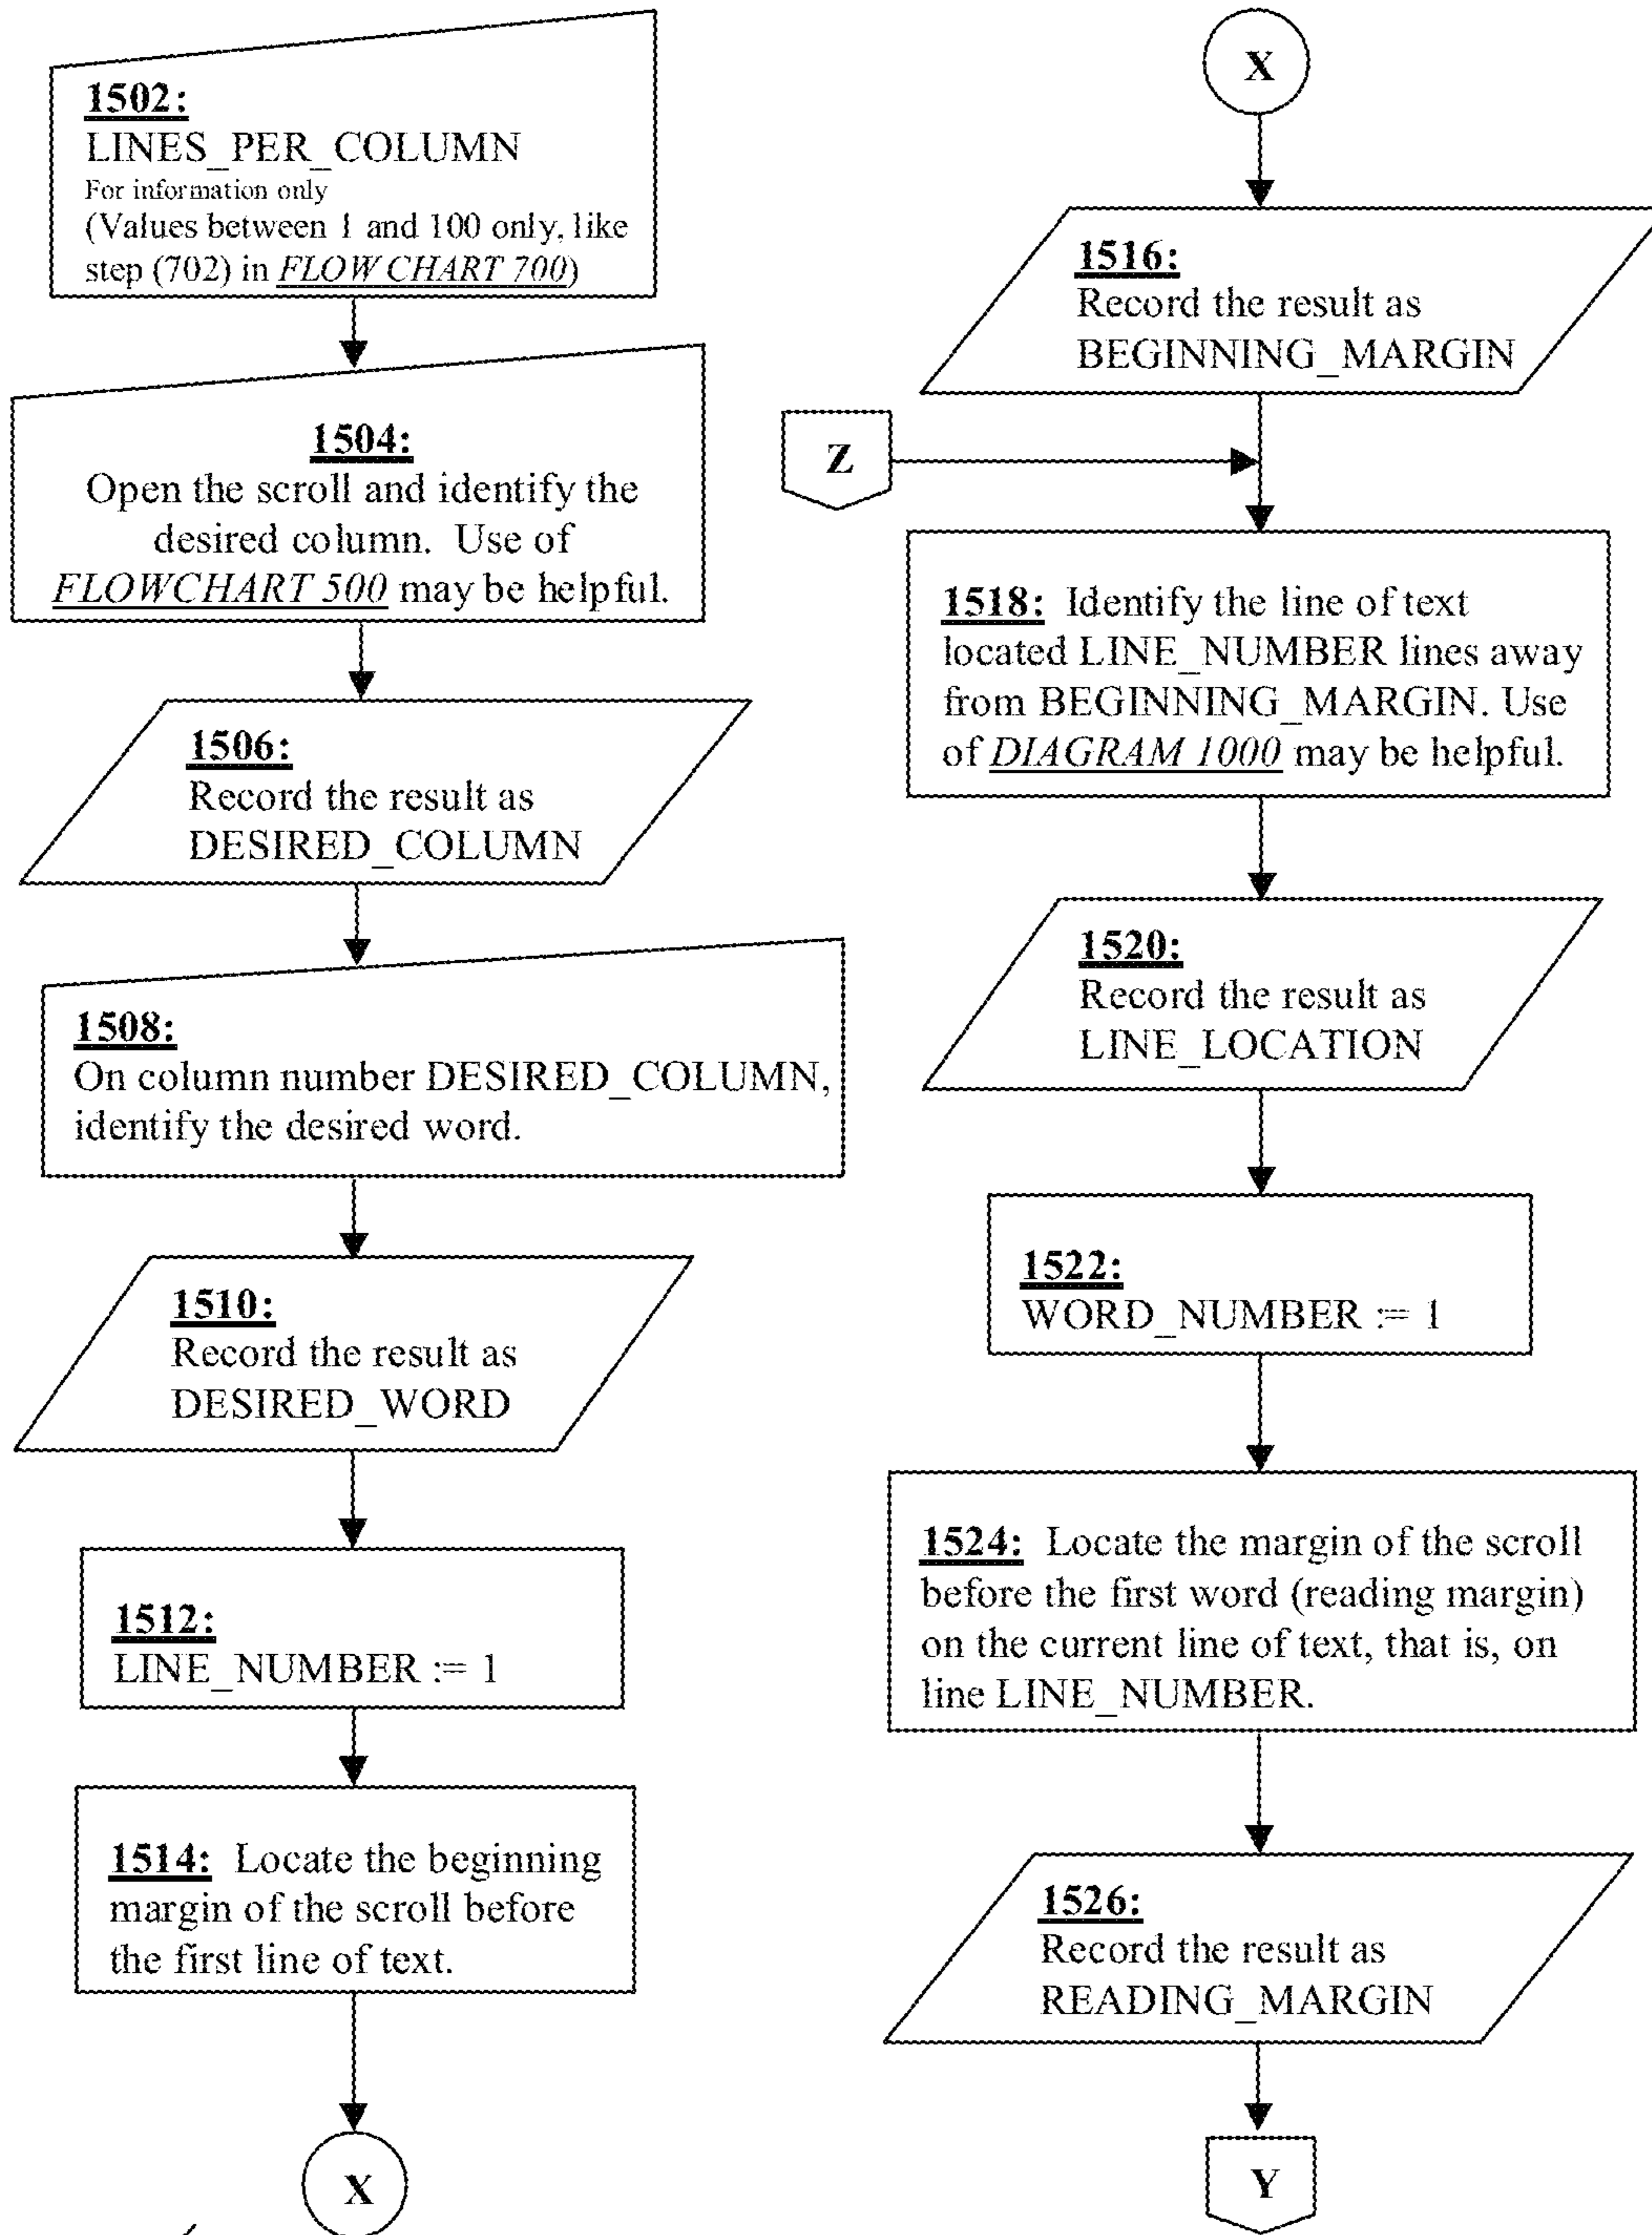 1502:
LINES_PER_COLUMN
For information only
(Values between 1 and 100 only, like
step (702) in FLOW CHART 700)
1504:
Open the scroll and identify the
desired column. Use of
FLOWCHART 500 may be helpful.
1506:
Record the result as
DESIRED_COLUMN
1508:
On column number DESIRED_COLUMN,
identify the desired word.
1510:
Record the result as
DESIRED_WORD
1512:
LINE_NUMBER := 1
1514: Locate the beginning
margin of the scroll before
the first line of text.
X
X
1516:
Record the result as
BEGINNING_MARGIN
Z
1518: Identify the line of text
located LINE_NUMBER lines away
from BEGINNING_MARGIN. Use
of DIAGRAM 1000 may be helpful.
1520:
Record the result as
LINE_LOCATION
1522:
WORD_NUMBER := 1
1524: Locate the margin of the scroll
before the first word (reading margin)
on the current line of text, that is, on
line LINE_NUMBER.
1526:
Record the result as
READING_MARGIN
Y